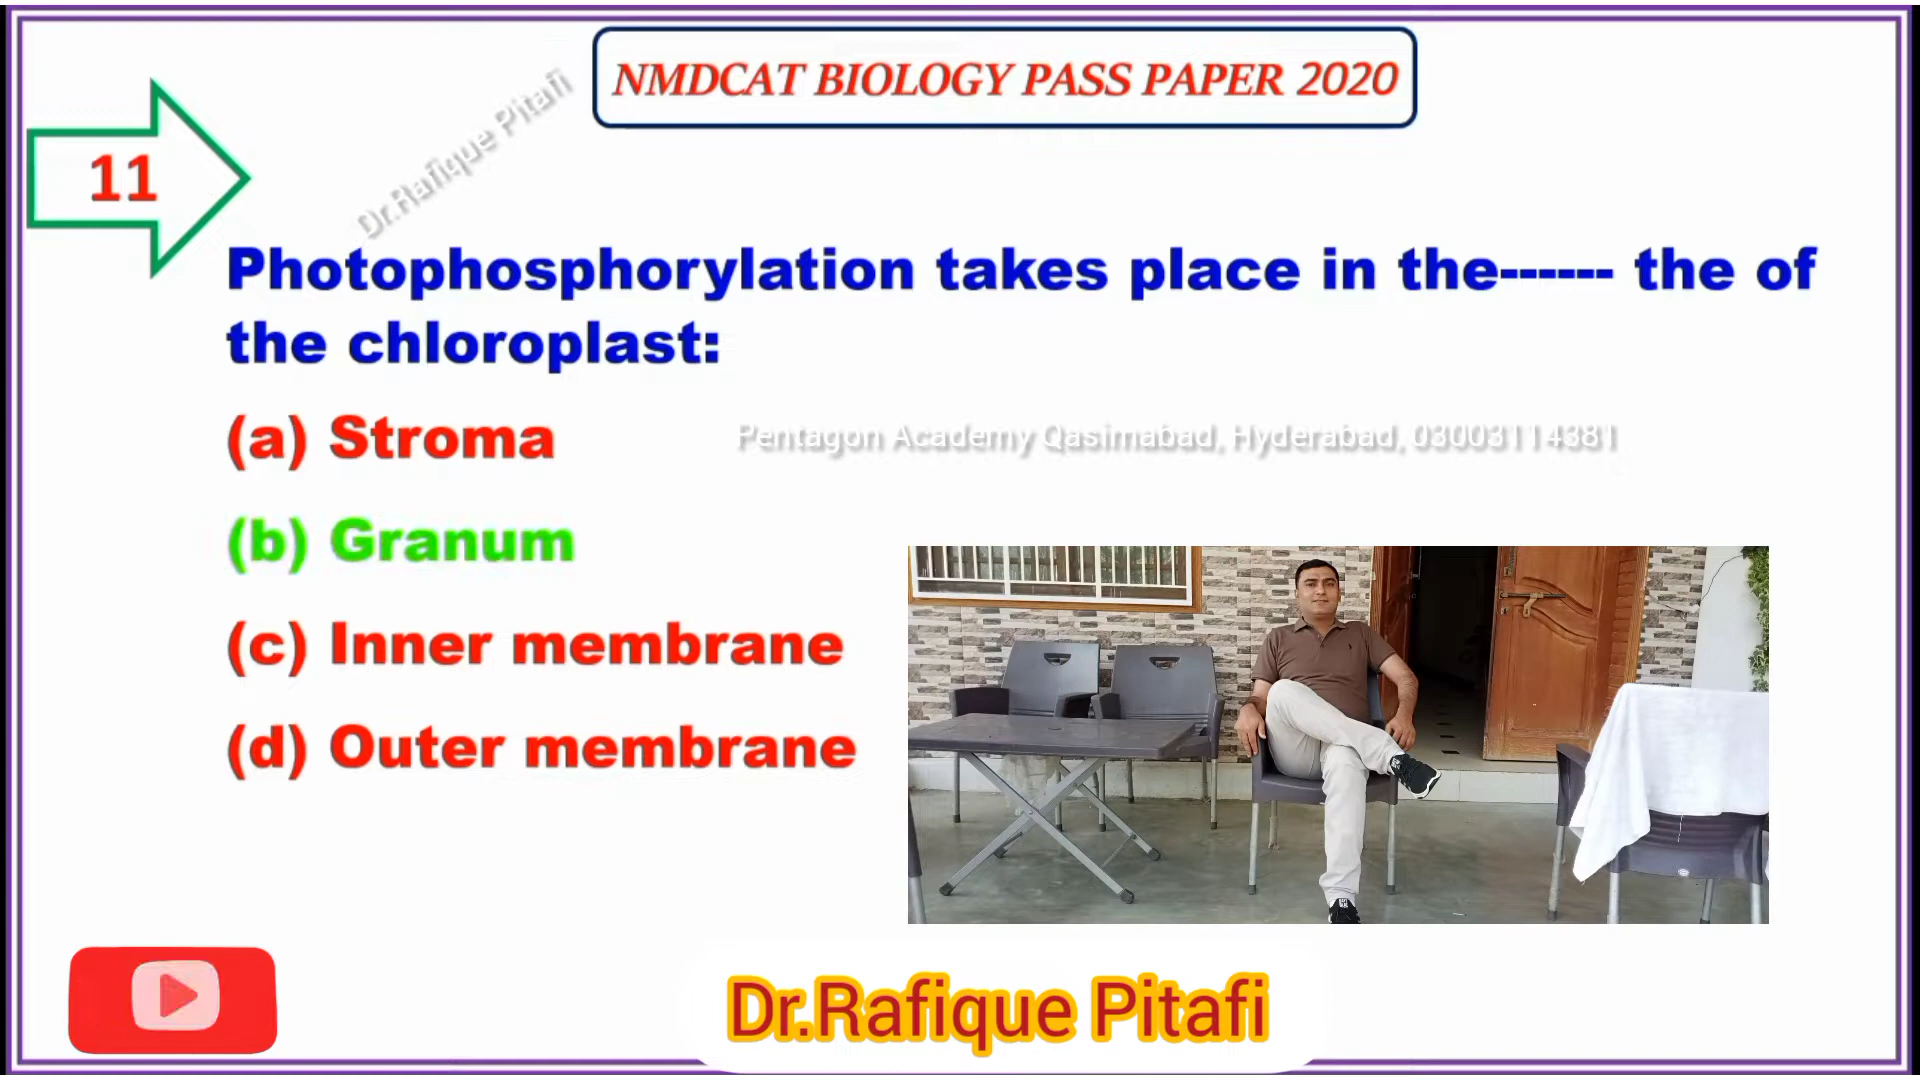 NMDCAT BIOLOGY PASS PAPER 2020
11
Dr.Rafique Pitafi
Photophosphorylation takes place in the------ the of
the chloroplast:
(a) Stroma
Pentagon Academy Qasimabad, Hyderabad, 03003114381
(b) Granum
(c) Inner membrane
(d) Outer membrane
Dr.Rafique Pitafi